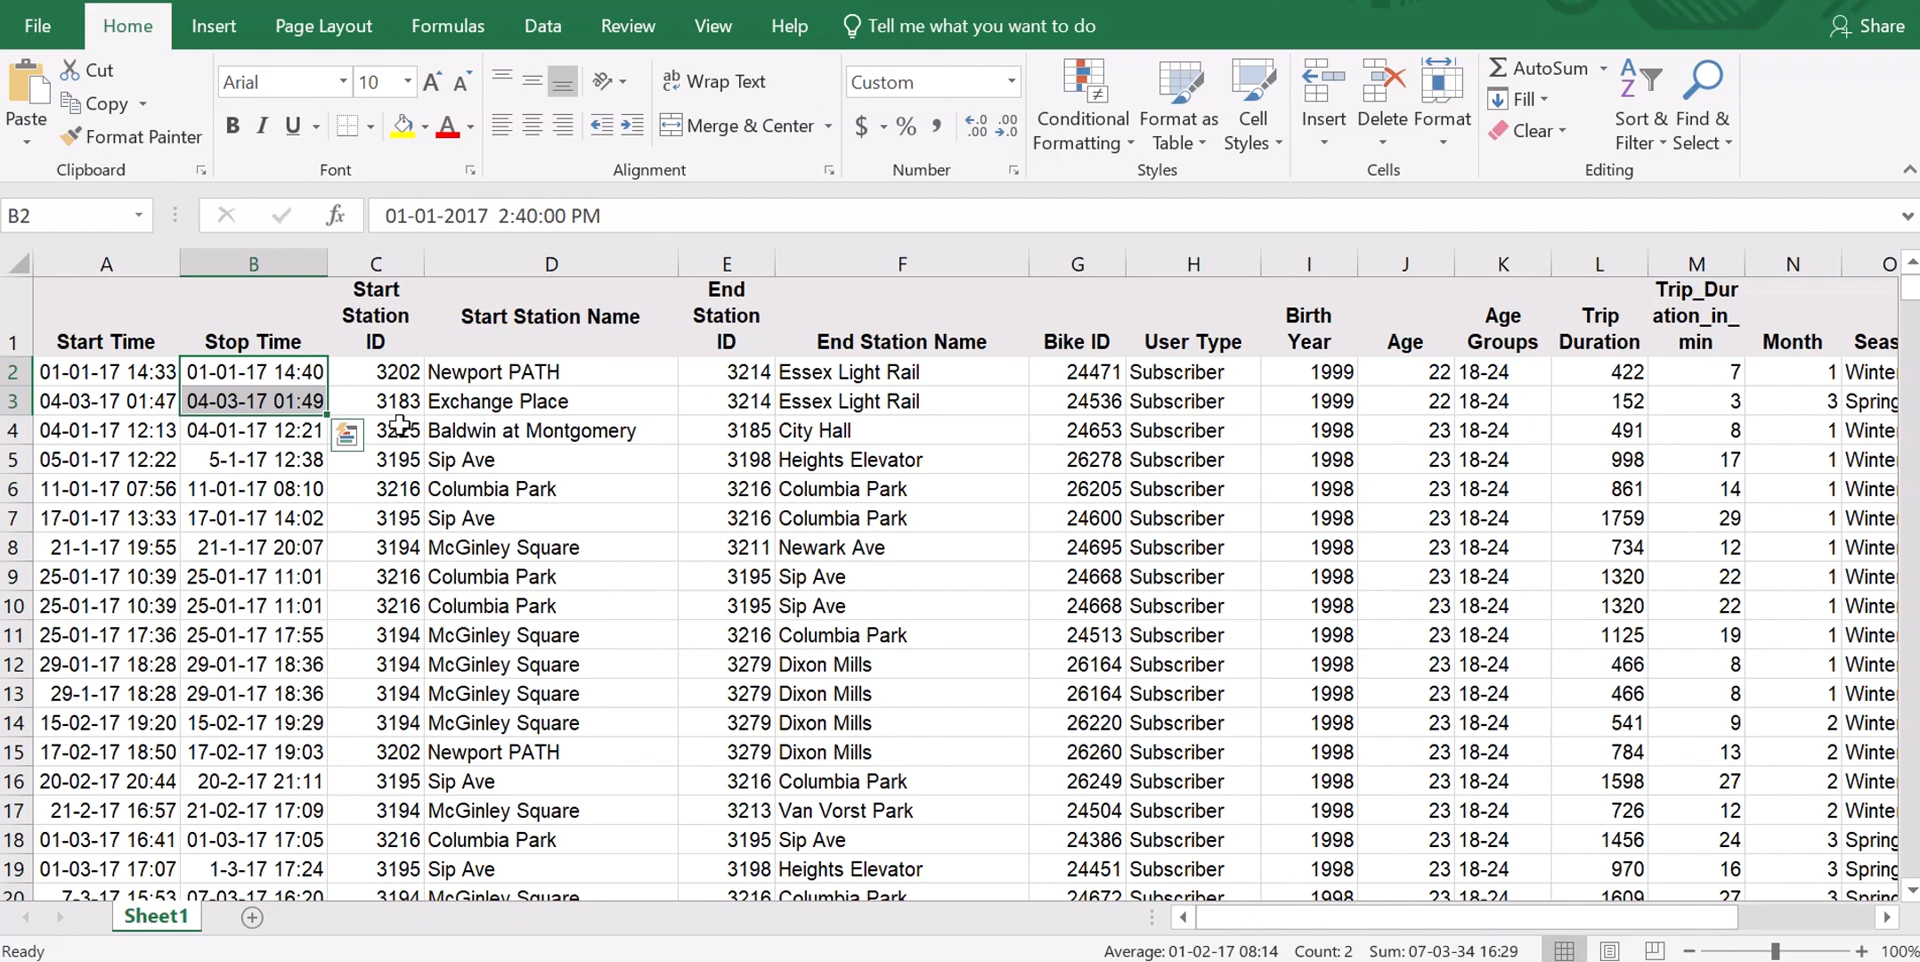 File Home Insert Page Layout Formulas Data Review View Help Tell me what you want to do Share
Paste Cut Copy Format Painter Clipboard
Arial 10 A A B I U A Font
ab Wrap Text Merge & Center Alignment
Custom $ % , .00 .0 Number
Conditional Formatting Format as Table Cell Styles Styles
Insert Delete Format Cells
AutoSum Fill Clear Sort & Filter Find & Select Editing
B2 fx 01-01-2017 2:40:00 PM
A B C D E F G H I J K L M N O
1 Start Time Stop Time Start Station ID Start Station Name End Station ID End Station Name Bike ID User Type Birth Year Age Age Groups Trip Duration Trip_Duration_in_min Month Seas
2 01-01-17 14:33 01-01-17 14:40 3202 Newport PATH 3214 Essex Light Rail 24471 Subscriber 1999 22 18-24 422 7 1 Winte
3 04-03-17 01:47 04-03-17 01:49 3183 Exchange Place 3214 Essex Light Rail 24536 Subscriber 1999 22 18-24 152 3 3 Spring
4 04-01-17 12:13 04-01-17 12:21 Baldwin at Montgomery 3185 City Hall 24653 Subscriber 1998 23 18-24 491 8 1 Winte
5 05-01-17 12:22 5-1-17 12:38 3195 Sip Ave 3198 Heights Elevator 26278 Subscriber 1998 23 18-24 998 17 1 Winte
6 11-01-17 07:56 11-01-17 08:10 3216 Columbia Park 3216 Columbia Park 26205 Subscriber 1998 23 18-24 861 14 1 Winte
7 17-01-17 13:33 17-01-17 14:02 3195 Sip Ave 3216 Columbia Park 24600 Subscriber 1998 23 18-24 1759 29 1 Winte
8 21-1-17 19:55 21-1-17 20:07 3194 McGinley Square 3211 Newark Ave 24695 Subscriber 1998 23 18-24 734 12 1 Winte
9 25-01-17 10:39 25-01-17 11:01 3216 Columbia Park 3195 Sip Ave 24668 Subscriber 1998 23 18-24 1320 22 1 Winte
10 25-01-17 10:39 25-01-17 11:01 3216 Columbia Park 3195 Sip Ave 24668 Subscriber 1998 23 18-24 1320 22 1 Winte
11 25-01-17 17:36 25-01-17 17:55 3194 McGinley Square 3216 Columbia Park 24513 Subscriber 1998 23 18-24 1125 19 1 Winte
12 29-01-17 18:28 29-01-17 18:36 3194 McGinley Square 3279 Dixon Mills 26164 Subscriber 1998 23 18-24 466 8 1 Winte
13 29-1-17 18:28 29-01-17 18:36 3194 McGinley Square 3279 Dixon Mills 26164 Subscriber 1998 23 18-24 466 8 1 Winte
14 15-02-17 19:20 15-02-17 19:29 3194 McGinley Square 3279 Dixon Mills 26220 Subscriber 1998 23 18-24 541 9 2 Winte
15 17-02-17 18:50 17-02-17 19:03 3202 Newport PATH 3279 Dixon Mills 26260 Subscriber 1998 23 18-24 784 13 2 Winte
16 20-02-17 20:44 20-2-17 21:11 3195 Sip Ave 3216 Columbia Park 26249 Subscriber 1998 23 18-24 1598 27 2 Winte
17 21-2-17 16:57 21-02-17 17:09 3194 McGinley Square 3213 Van Vorst Park 24504 Subscriber 1998 23 18-24 726 12 2 Winte
18 01-03-17 16:41 01-03-17 17:05 3216 Columbia Park 3195 Sip Ave 24386 Subscriber 1998 23 18-24 1456 24 3 Spring
19 01-03-17 17:07 1-3-17 17:24 3195 Sip Ave 3198 Heights Elevator 24451 Subscriber 1998 23 18-24 970 16 3 Spring
20 7-3-17 15:53 07-03-17 16:20 3194 McGinley Square 3216 Columbia Park 24672 Subscriber 1998 23 18-24 1609 27 3 Spring
Sheet1
Ready Average: 01-02-17 08:14 Count: 2 Sum: 07-03-34 16:29 100%